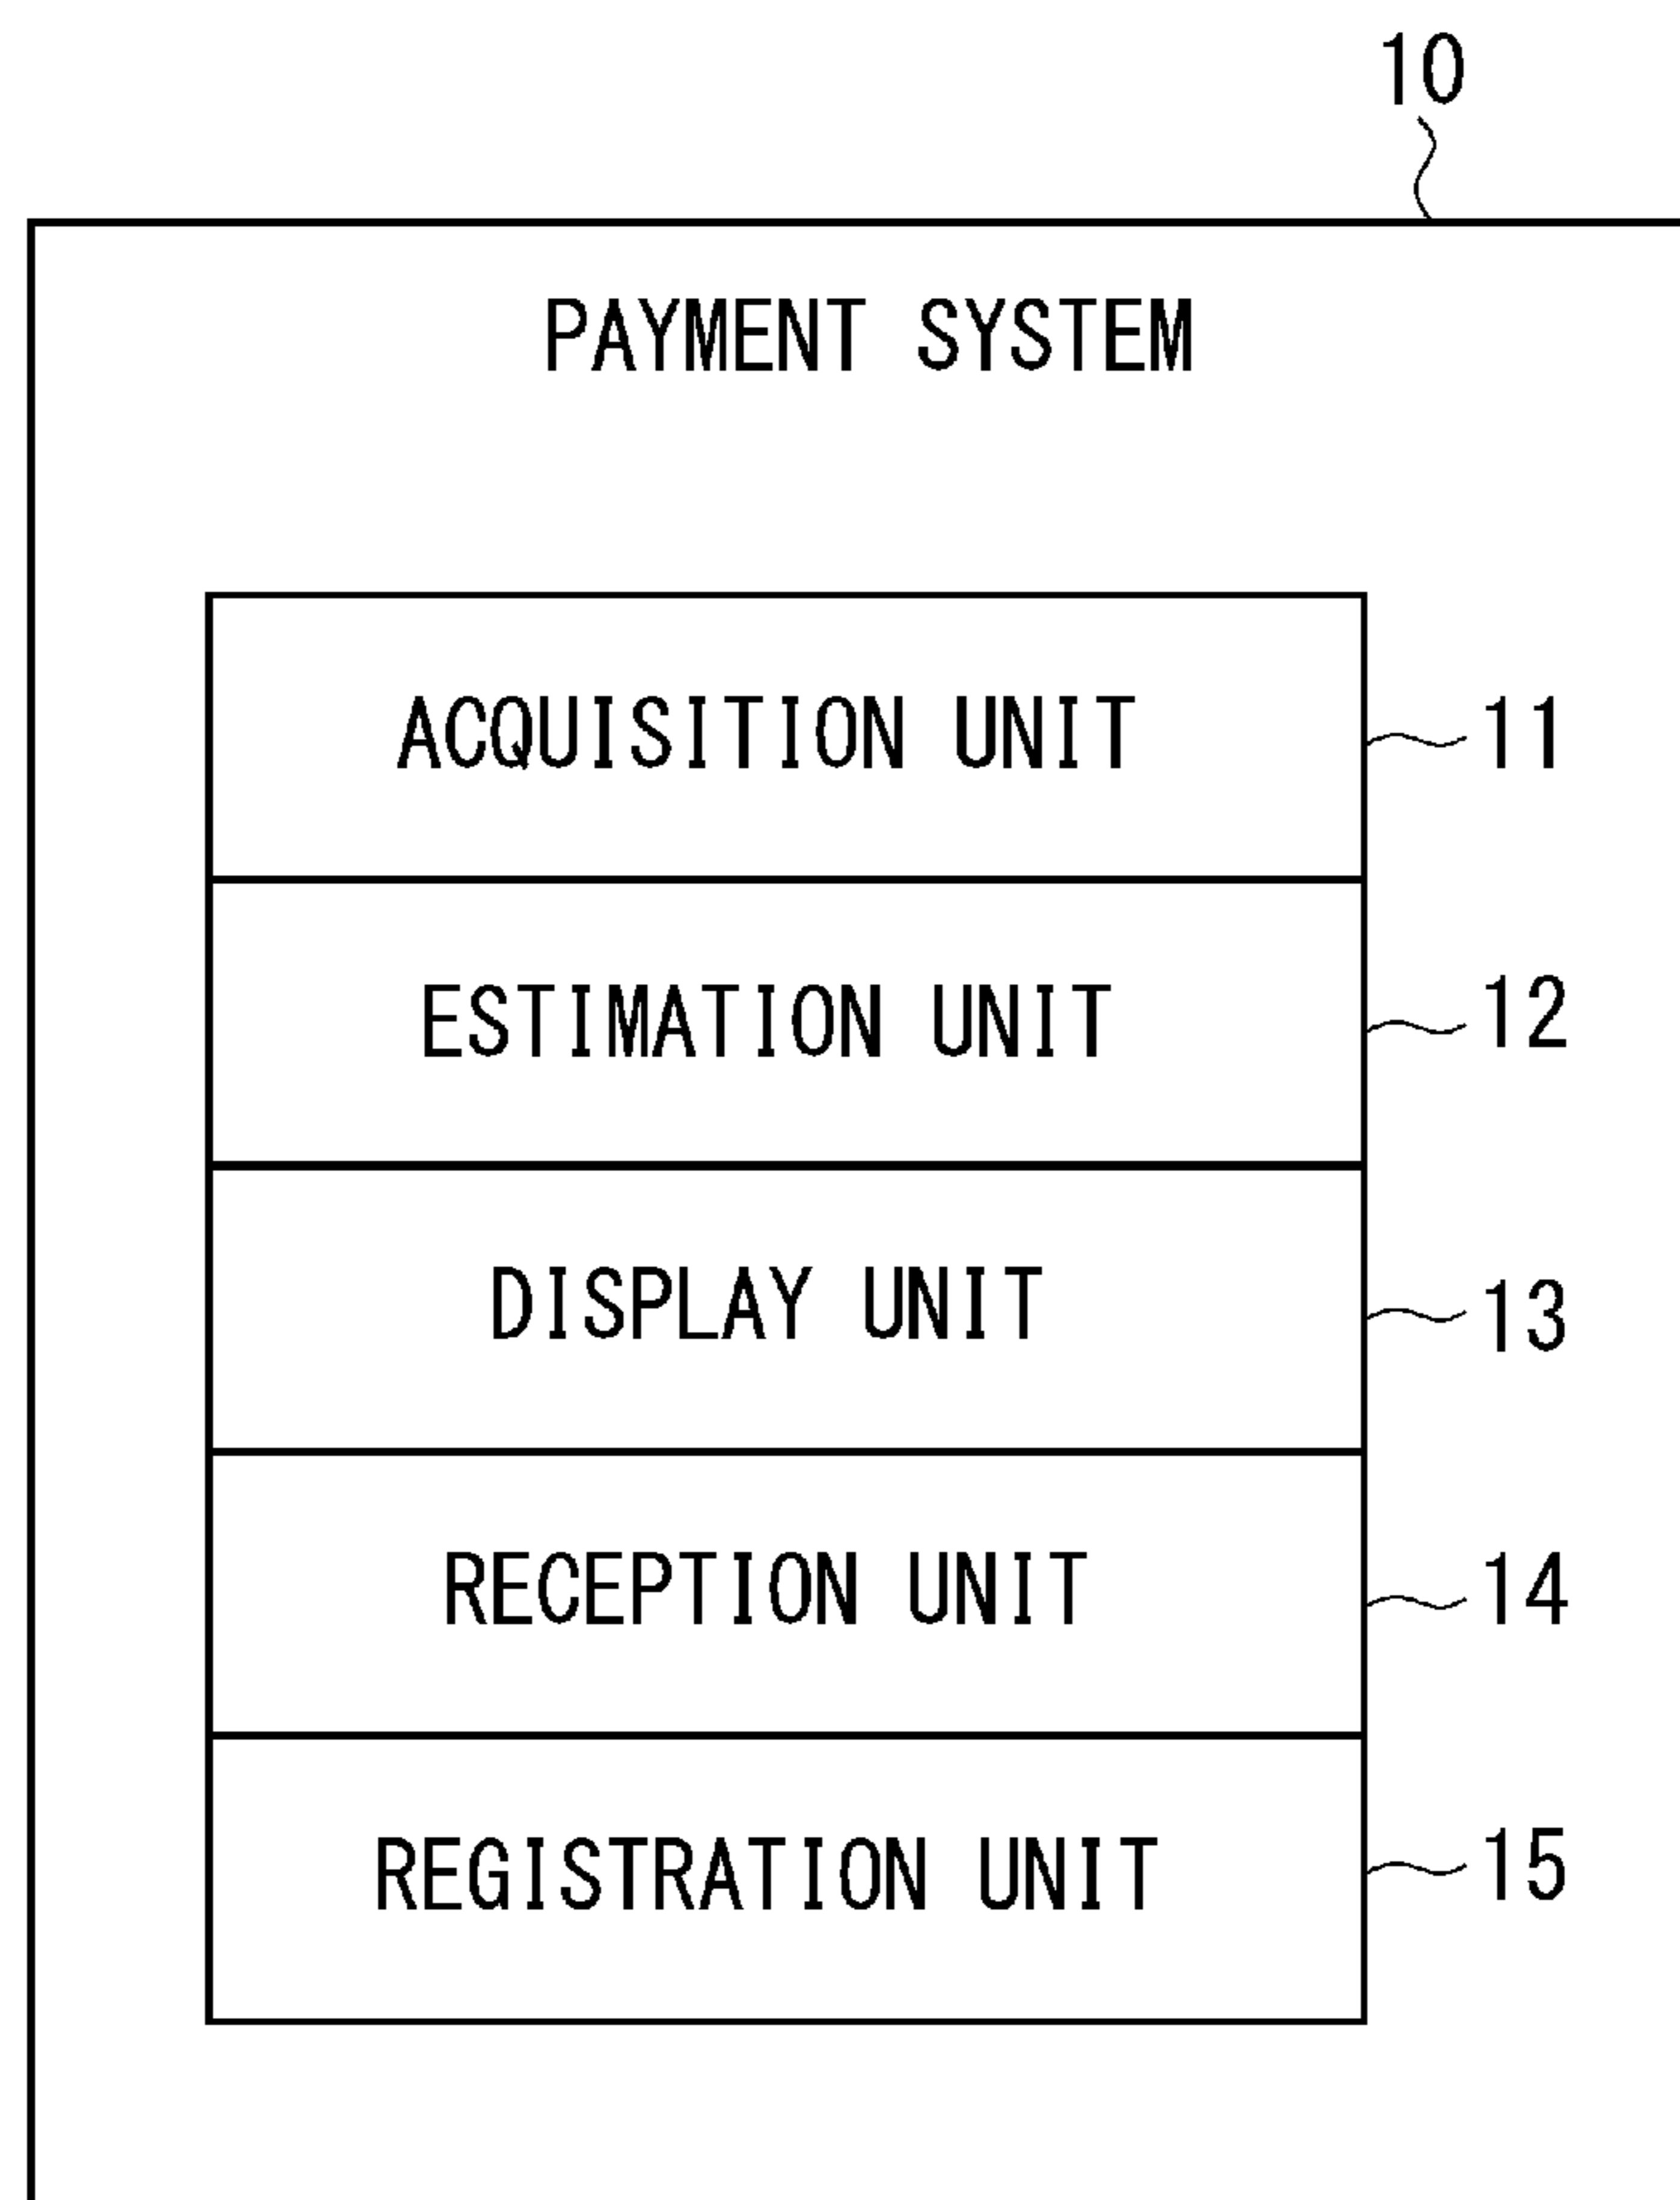 10
PAYMENT SYSTEM
ACQUISITION UNIT 11
ESTIMATION UNIT 12
DISPLAY UNIT 13
RECEPTION UNIT 14
REGISTRATION UNIT 15